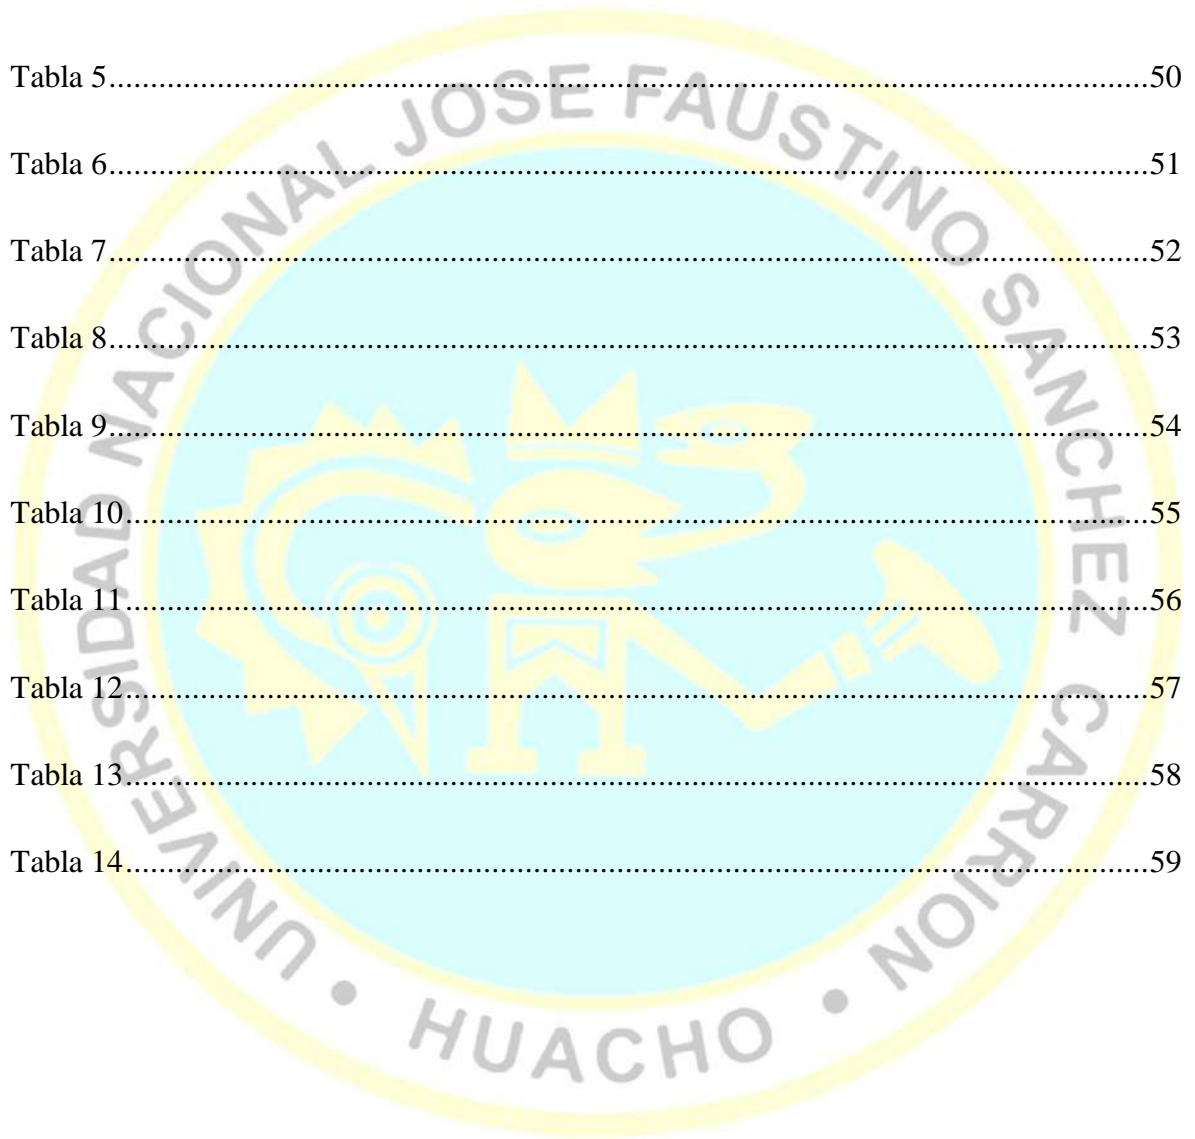 Tabla 5....................................................................................................50
Tabla 6....................................................................................................51
Tabla 7....................................................................................................52
Tabla 8....................................................................................................53
Tabla 9....................................................................................................54
Tabla 10..................................................................................................55
Tabla 11..................................................................................................56
Tabla 12..................................................................................................57
Tabla 13..................................................................................................58
Tabla 14..................................................................................................59
UNIVERSIDAD NACIONAL JOSE FAUSTINO SANCHEZ CARRION
• HUACHO •